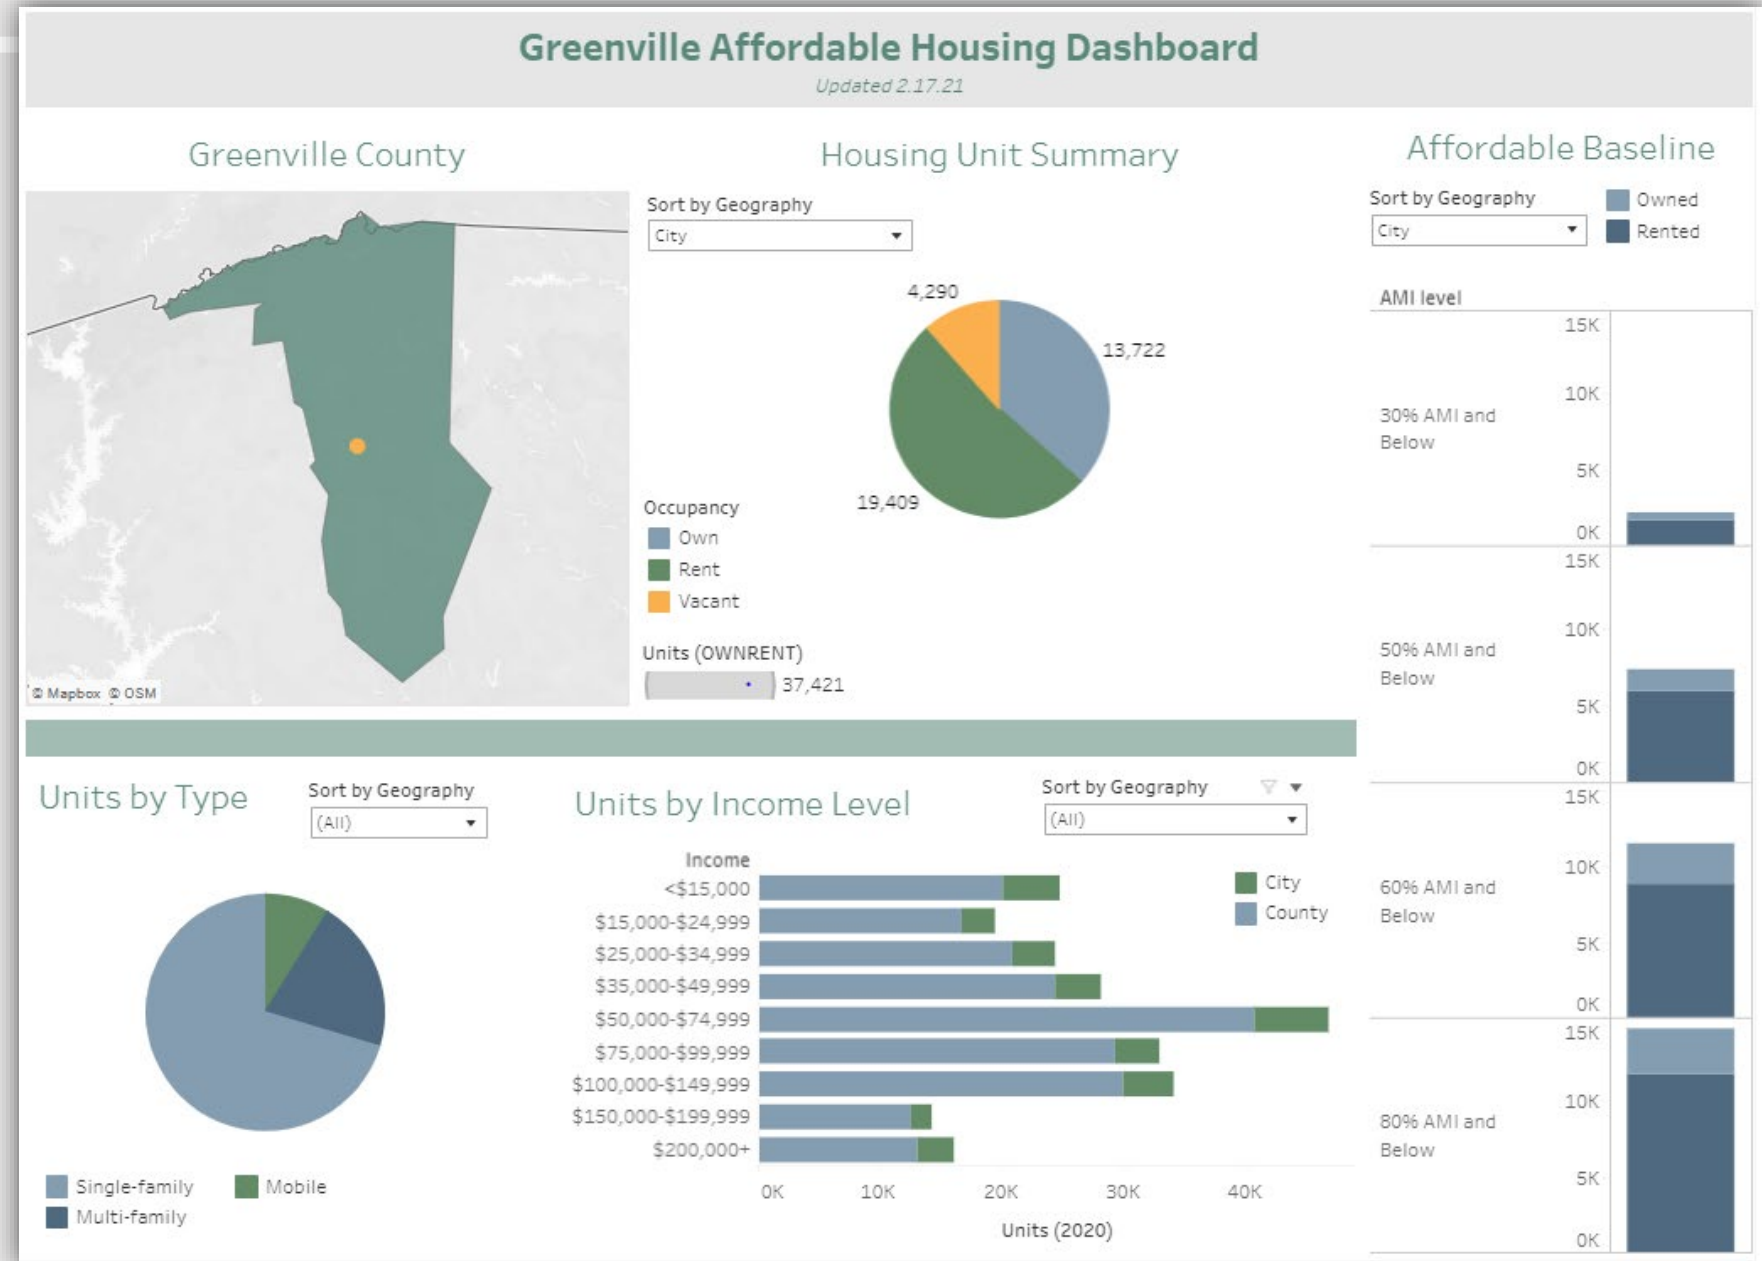 Greenville Affordable Housing Dashboard
Updated 2.17.21
Greenville County
© Mapbox © OSM
Housing Unit Summary
Sort by Geography
City
4,290
13,722
19,409
Occupancy
Own
Rent
Vacant
Units (OWNRENT)
37,421
Affordable Baseline
Sort by Geography
City
Owned
Rented
AMI level
30% AMI and
Below
15K
10K
5K
0K
50% AMI and
Below
15K
10K
5K
0K
60% AMI and
Below
15K
10K
5K
0K
80% AMI and
Below
15K
10K
5K
0K
Units by Type
Sort by Geography
(All)
Single-family
Mobile
Multi-family
Units by Income Level
Sort by Geography
(All)
City
County
Income
<$15,000
$15,000-$24,999
$25,000-$34,999
$35,000-$49,999
$50,000-$74,999
$75,000-$99,999
$100,000-$149,999
$150,000-$199,999
$200,000+
0K 10K 20K 30K 40K
Units (2020)